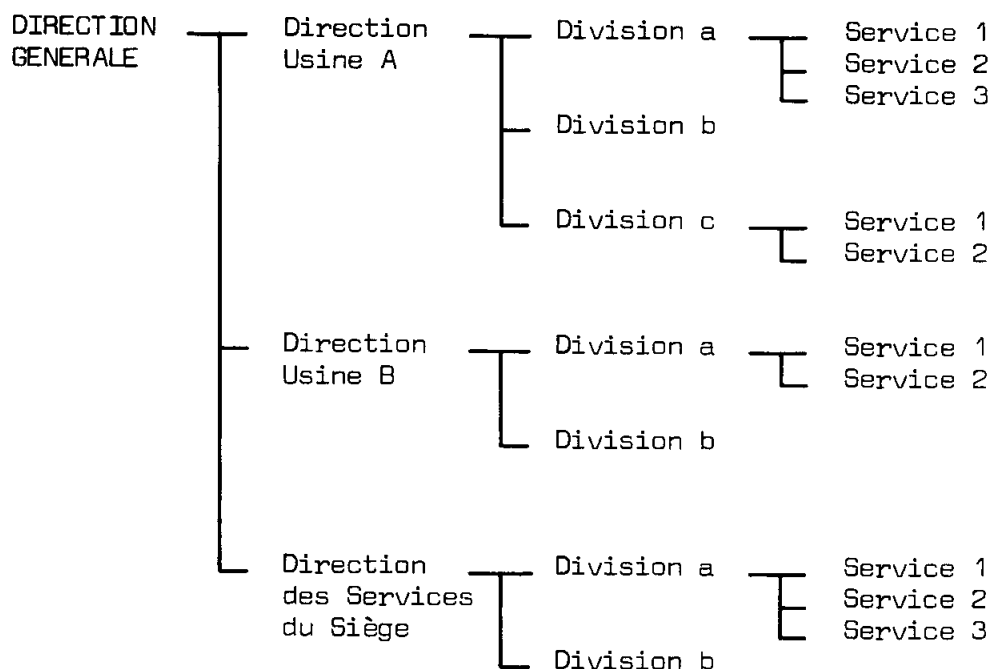 DIRECTION
GENERALE
Direction
Usine A
Division a
Service 1
Service 2
Service 3
Division b
Division c
Service 1
Service 2
Direction
Usine B
Division a
Service 1
Service 2
Division b
Direction
des Services
du Siège
Division a
Service 1
Service 2
Service 3
Division b